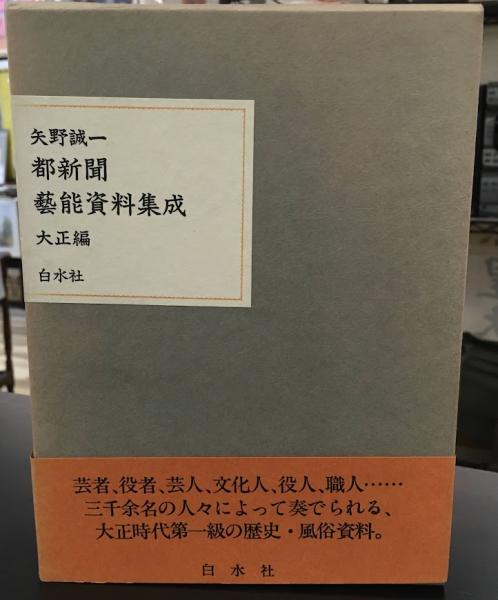 矢野誠一
都新聞
藝能資料集成
大正編
白水社
芸者、役者、芸人、文化人、役人、職人……
三千余名の人々によって奏でられる、
大正時代第一級の歴史・風俗資料。
白水社